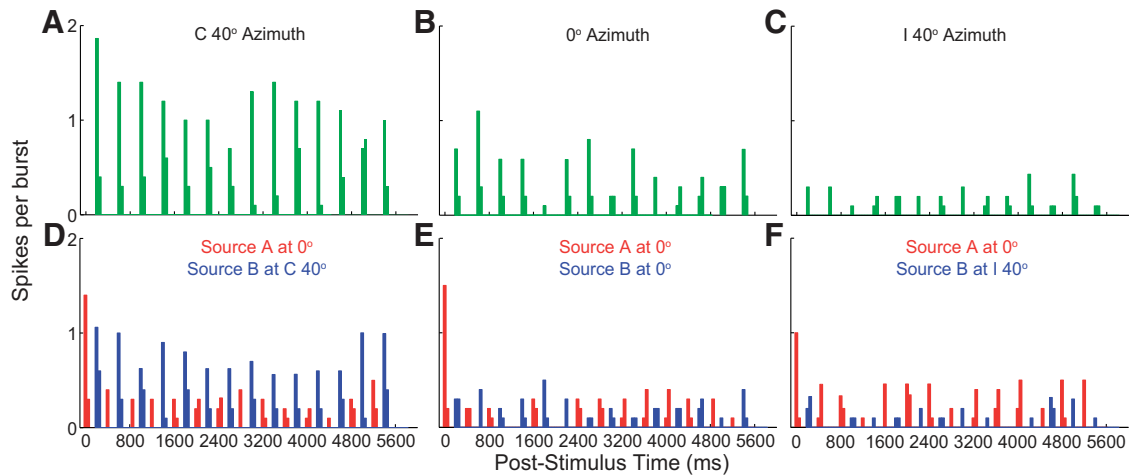 A
C 40° Azimuth
B
0° Azimuth
C
I 40° Azimuth
2
1
0
Spikes per burst
D
Source A at 0°
Source B at C 40°
E
Source A at 0°
Source B at 0°
F
Source A at 0°
Source B at I 40°
2
1
0
0 800 1600 2400 3200 4000 4800 5600
0 800 1600 2400 3200 4000 4800 5600
0 800 1600 2400 3200 4000 4800 5600
Post-Stimulus Time (ms)